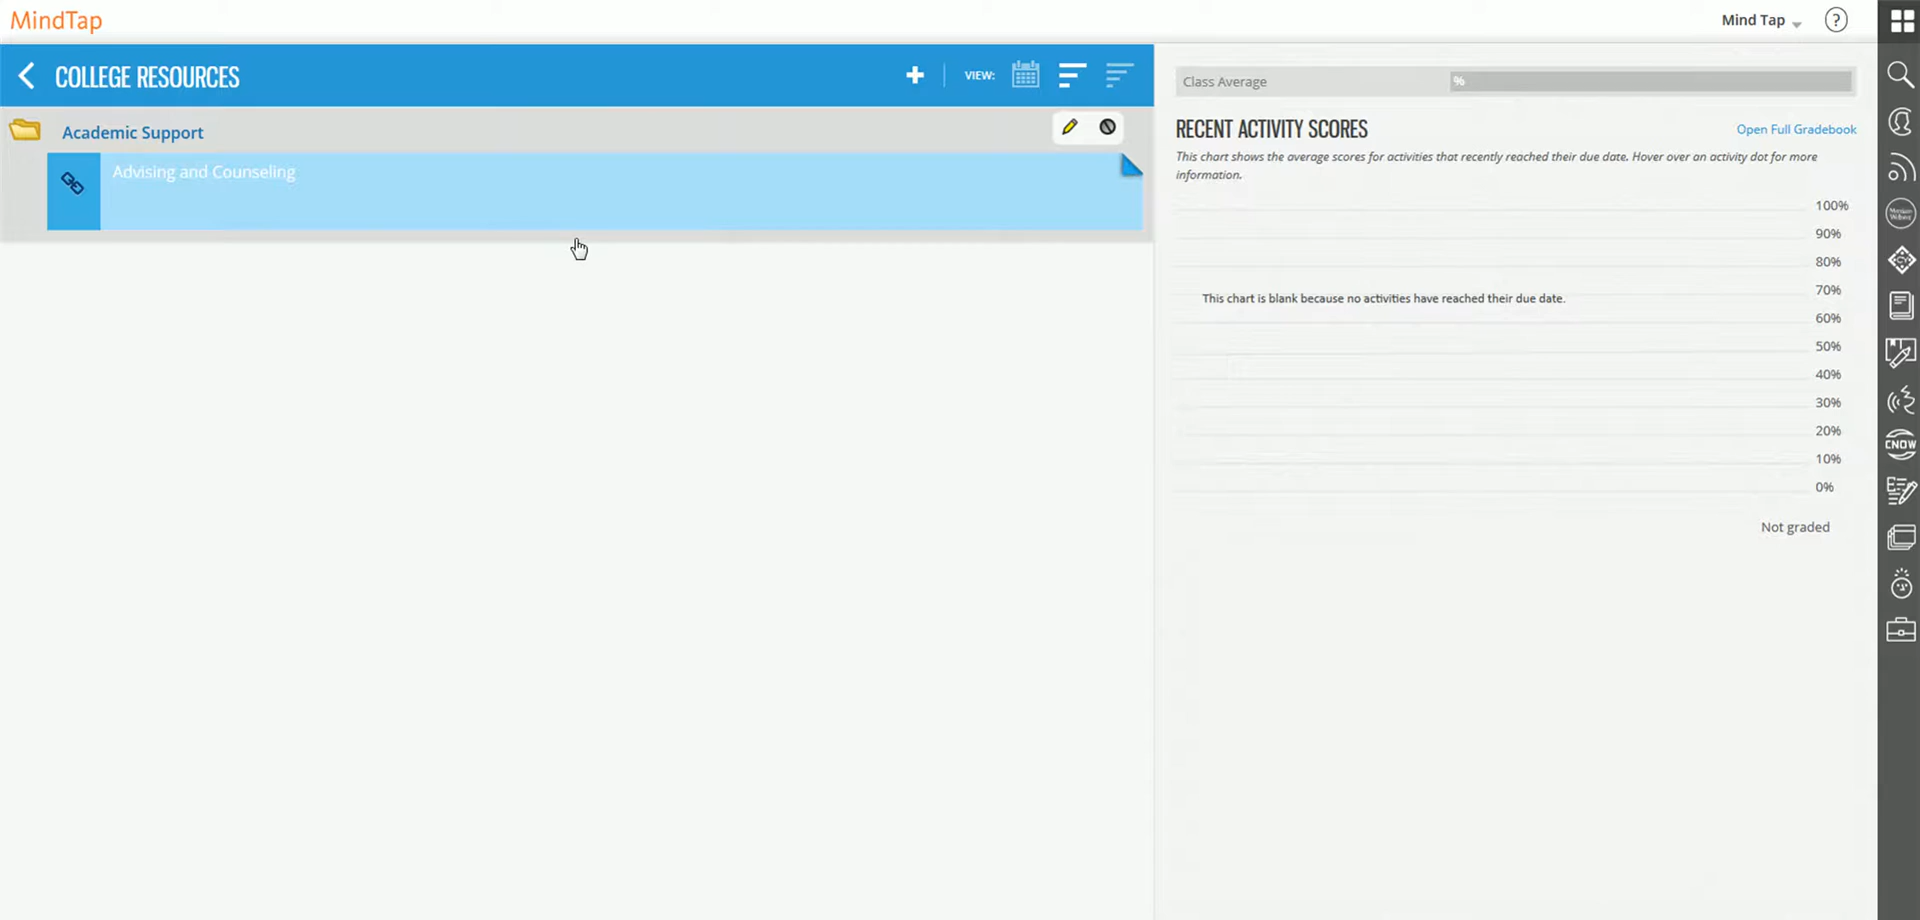 MindTap
Mind Tap
?
COLLEGE RESOURCES
VIEW:
Academic Support
Advising and Counseling
Class Average
%
RECENT ACTIVITY SCORES
Open Full Gradebook
This chart shows the average scores for activities that recently reached their due date. Hover over an activity dot for more
information.
100%
90%
80%
70%
This chart is blank because no activities have reached their due date.
60%
50%
40%
30%
20%
10%
0%
Not graded
CNOW